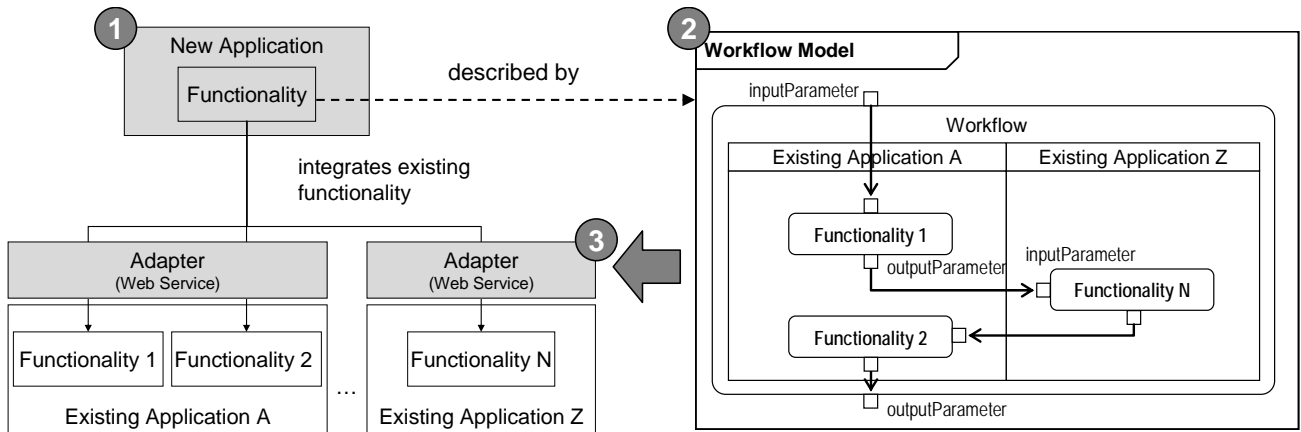 1
New Application
Functionality
described by
integrates existing
functionality
3
Adapter
(Web Service)
Adapter
(Web Service)
Functionality 1
Functionality 2
Functionality N
...
Existing Application A
Existing Application Z
2
Workflow Model
inputParameter
Workflow
Existing Application A
Existing Application Z
Functionality 1
outputParameter
inputParameter
Functionality N
Functionality 2
outputParameter